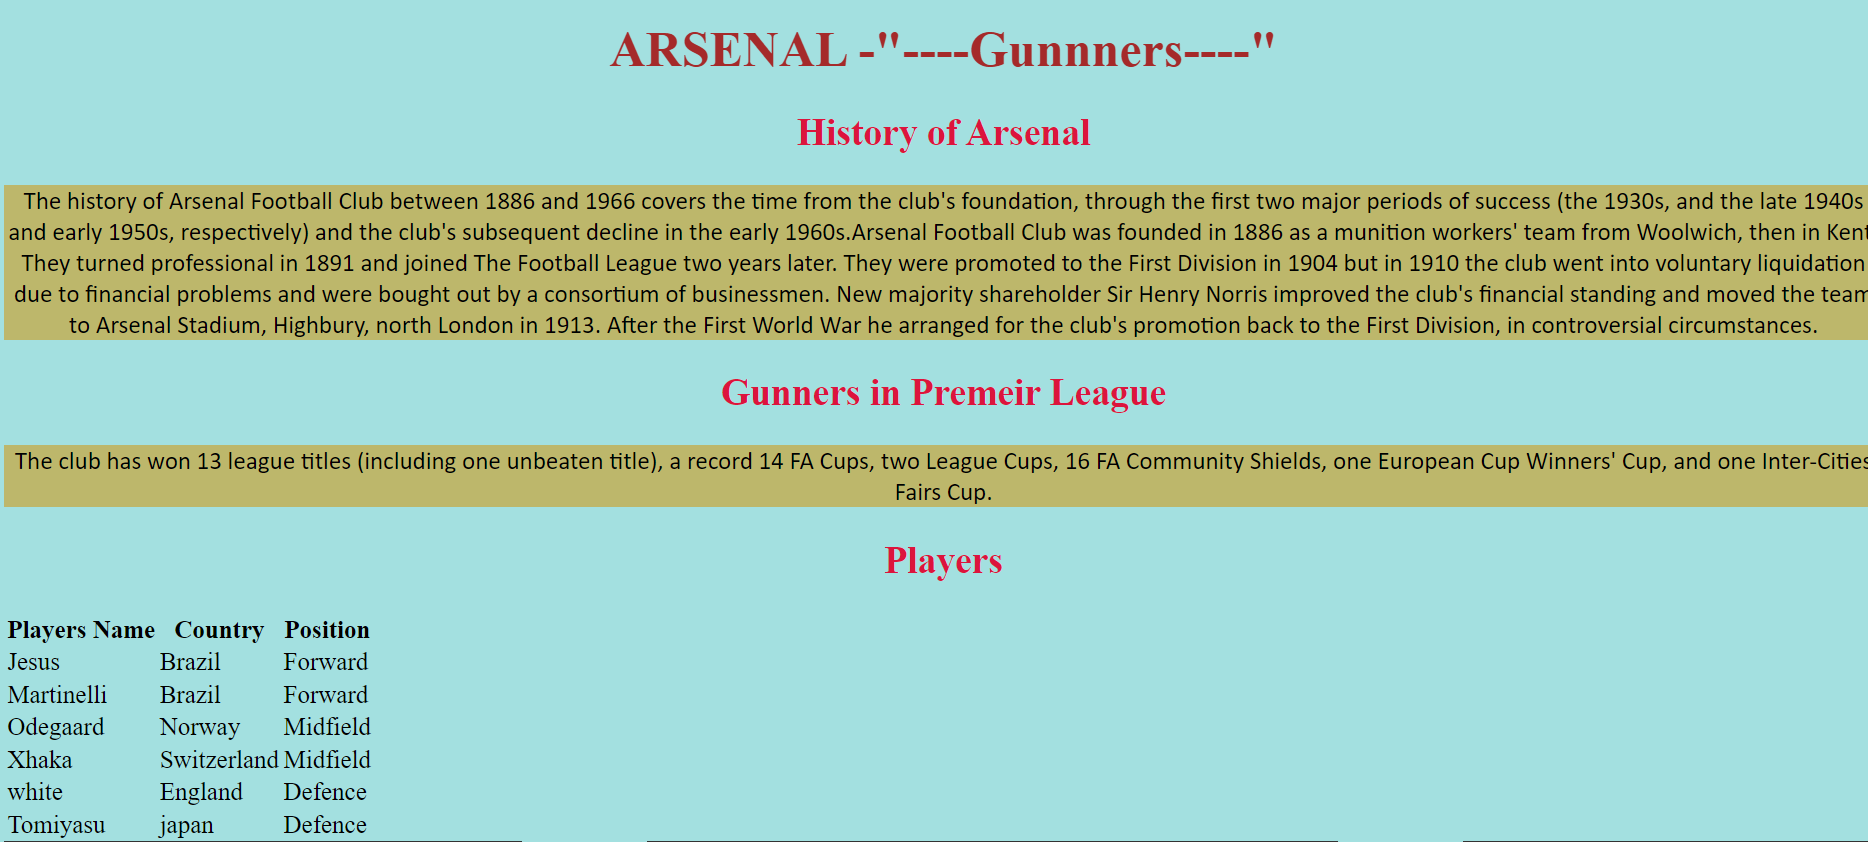 ARSENAL -"----Gunnners----"
History of Arsenal
The history of Arsenal Football Club between 1886 and 1966 covers the time from the club's foundation, through the first two major periods of success (the 1930s, and the late 1940s
and early 1950s, respectively) and the club's subsequent decline in the early 1960s.Arsenal Football Club was founded in 1886 as a munition workers' team from Woolwich, then in Kent
They turned professional in 1891 and joined The Football League two years later. They were promoted to the First Division in 1904 but in 1910 the club went into voluntary liquidation
due to financial problems and were bought out by a consortium of businessmen. New majority shareholder Sir Henry Norris improved the club's financial standing and moved the team
to Arsenal Stadium, Highbury, north London in 1913. After the First World War he arranged for the club's promotion back to the First Division, in controversial circumstances.
Gunners in Premeir League
The club has won 13 league titles (including one unbeaten title), a record 14 FA Cups, two League Cups, 16 FA Community Shields, one European Cup Winners' Cup, and one Inter-Cities
Fairs Cup.
Players
Players Name Country Position
Jesus Brazil Forward
Martinelli Brazil Forward
Odegaard Norway Midfield
Xhaka Switzerland Midfield
white England Defence
Tomiyasu japan Defence